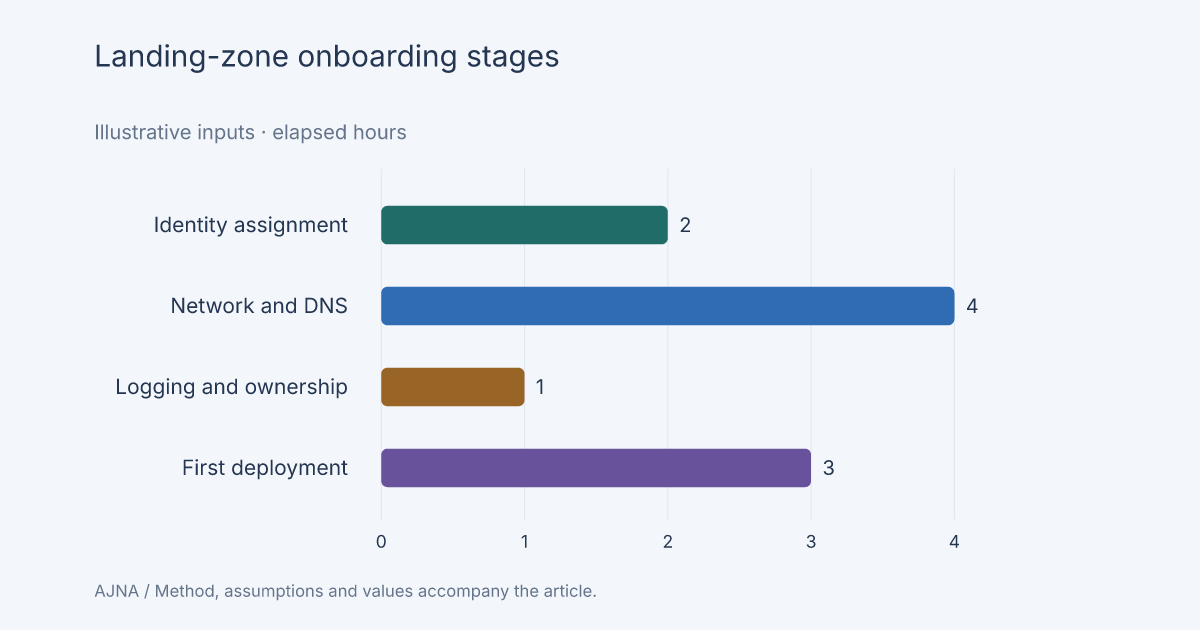 Landing-zone onboarding stages
Illustrative inputs · elapsed hours
Identity assignment 2
Network and DNS 4
Logging and ownership 1
First deployment 3
0 1 2 3 4
AJNA / Method, assumptions and values accompany the article.